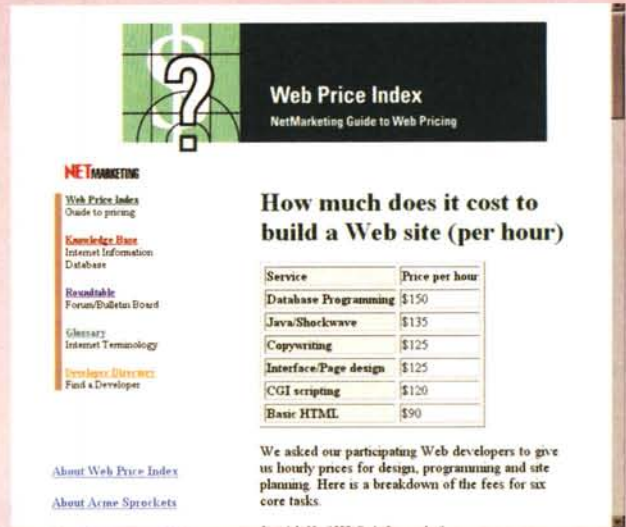 Web Price Index
NetMarketing Guide to Web Pricing
NETMARKETING
Web Price Index
Guide to pricing
Knowledge Base
Internet Information
Database
Roundtable
Forum/Bulletin Board
Glossary
Internet Terminology
Developer Directory
Find a Developer
About Web Price Index
About Acme Sprockets
How much does it cost to
build a Web site (per hour)
Service Price per hour
Database Programming $150
Java/Shockwave $135
Copywriting $125
Interface/Page design $125
CGI scripting $120
Basic HTML $90
We asked our participating Web developers to give
us hourly prices for design, programming and site
planning. Here is a breakdown of the fees for six
core tasks.